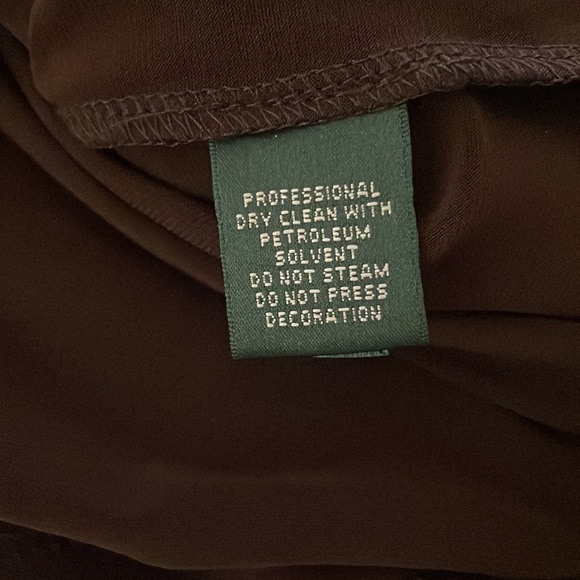 PROFESSIONAL
DRY CLEAN WITH
PETROLEUM
SOLVENT
DO NOT STEAM
DO NOT PRESS
DECORATION